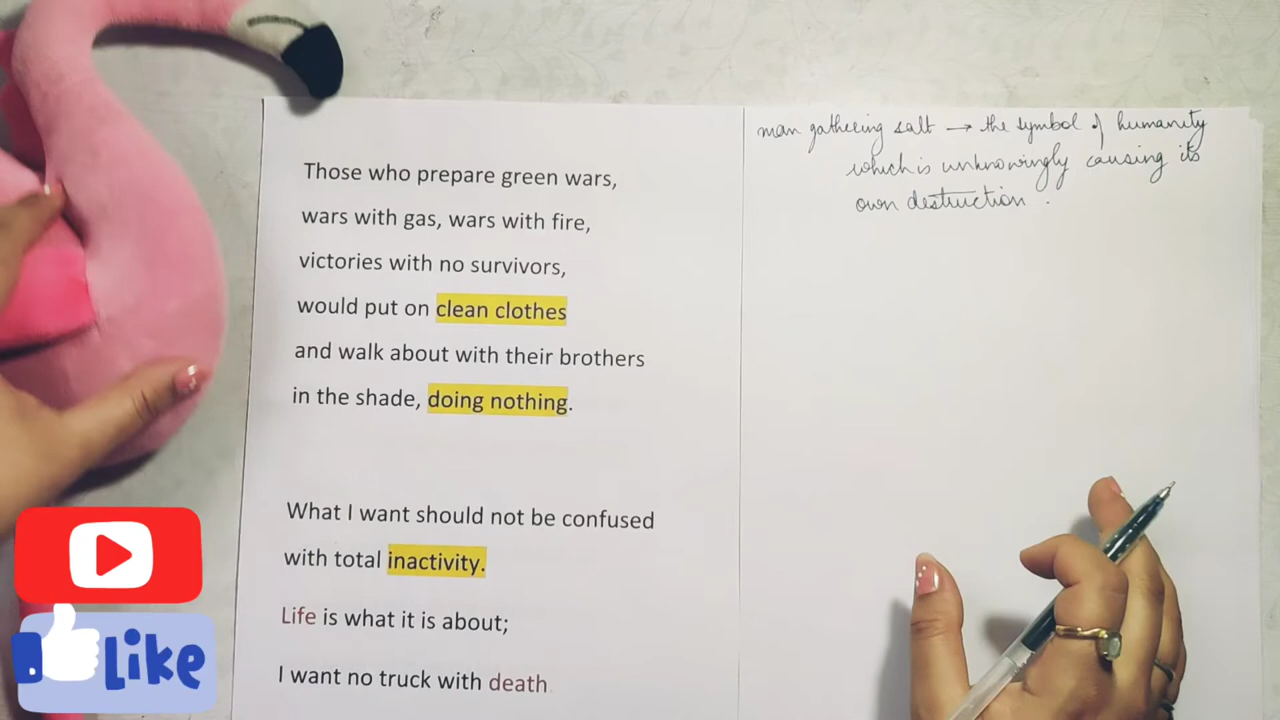 Those who prepare green wars,
wars with gas, wars with fire,
victories with no survivors,
would put on clean clothes
and walk about with their brothers
in the shade, doing nothing.
What I want should not be confused
with total inactivity.
Life is what it is about;
I want no truck with death
man gathering salt → the symbol of humanity
which is unknowingly causing its
own destruction.
Like